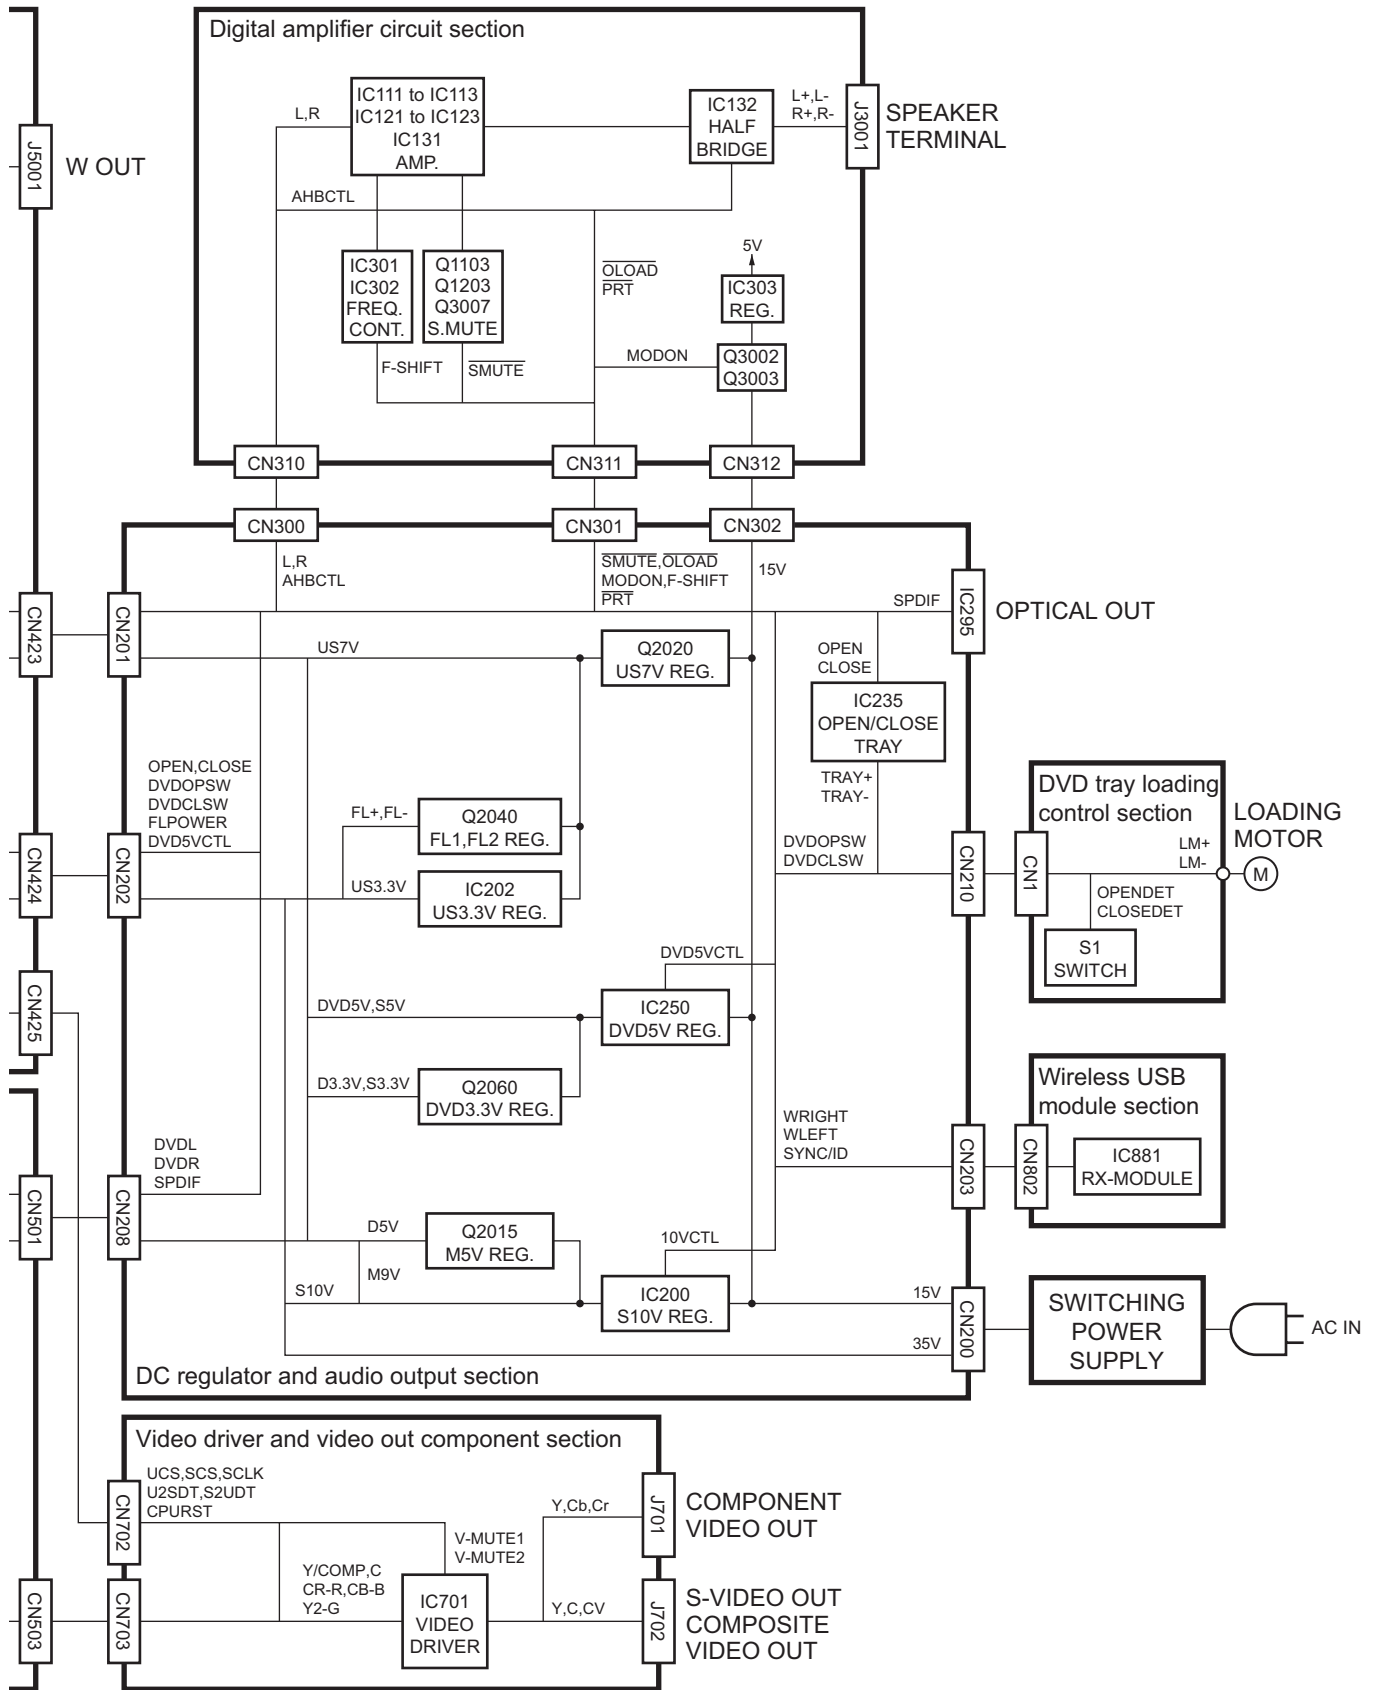 Digital amplifier circuit section
IC111 to IC113
IC121 to IC123
IC131
AMP.
L,R
IC132
HALF
BRIDGE
L+,L-
R+,R-
J3001
SPEAKER
TERMINAL
J5001
W OUT
AHBCTL
IC301
IC302
FREQ.
CONT.
Q1103
Q1203
Q3007
S.MUTE
OLOAD
PRT
5V
IC303
REG.
MODON
Q3002
Q3003
F-SHIFT
SMUTE
CN310
CN311
CN312
CN300
CN301
CN302
L,R
AHBCTL
SMUTE,OLOAD
MODON,F-SHIFT
PRT
15V
SPDIF
IC295
OPTICAL OUT
CN423
CN201
US7V
Q2020
US7V REG.
OPEN
CLOSE
IC235
OPEN/CLOSE
TRAY
TRAY+
TRAY-
OPEN,CLOSE
DVDOPSW
DVDCLSW
FLPOWER
DVD5VCTL
FL+,FL-
Q2040
FL1,FL2 REG.
DVDOPSW
DVDCLSW
CN424
CN202
US3.3V
IC202
US3.3V REG.
CN210
CN1
DVD tray loading
control section
LM+
LM-
LOADING
MOTOR
M
OPENDET
CLOSEDET
S1
SWITCH
CN425
DVD5VCTL
DVD5V,S5V
IC250
DVD5V REG.
D3.3V,S3.3V
Q2060
DVD3.3V REG.
Wireless USB
module section
WRIGHT
WLEFT
SYNC/ID
CN203
CN802
IC881
RX-MODULE
DVDL
DVDR
SPDIF
CN501
CN208
D5V
Q2015
M5V REG.
10VCTL
M9V
S10V
IC200
S10V REG.
15V
35V
CN200
SWITCHING
POWER
SUPPLY
AC IN
DC regulator and audio output section
Video driver and video out component section
UCS,SCS,SCLK
U2SDT,S2UDT
CPURST
CN702
Y,Cb,Cr
J701
COMPONENT
VIDEO OUT
V-MUTE1
V-MUTE2
Y/COMP,C
CR-R,CB-B
Y2-G
CN503
CN703
IC701
VIDEO
DRIVER
Y,C,CV
J702
S-VIDEO OUT
COMPOSITE
VIDEO OUT